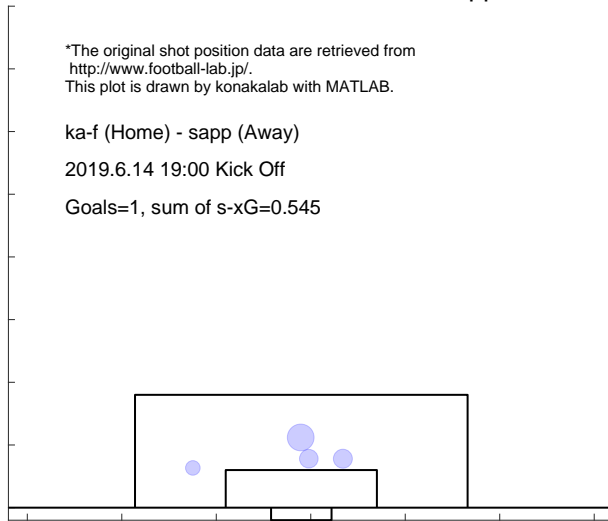 *The original shot position data are retrieved from
http://www.football-lab.jp/.
This plot is drawn by konakalab with MATLAB.
ka-f (Home) - sapp (Away)
2019.6.14 19:00 Kick Off
Goals=1, sum of s-xG=0.545